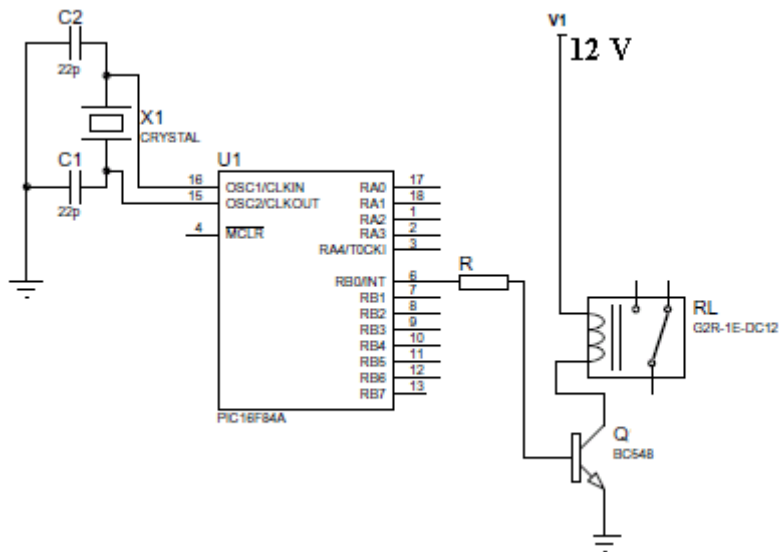 C2
22p
X1
CRYSTAL
C1
22p
U1
16
15
4
OSC1/CLKIN
OSC2/CLKOUT
MCLR
RA0
RA1
RA2
RA3
RA4/T0CKI
RB0/INT
RB1
RB2
RB3
RB4
RB5
RB6
RB7
17
18
1
2
3
6
7
8
9
10
11
12
13
PIC16F84A
R
V1
12 V
RL
G2R-1E-DC12
Q
BC548